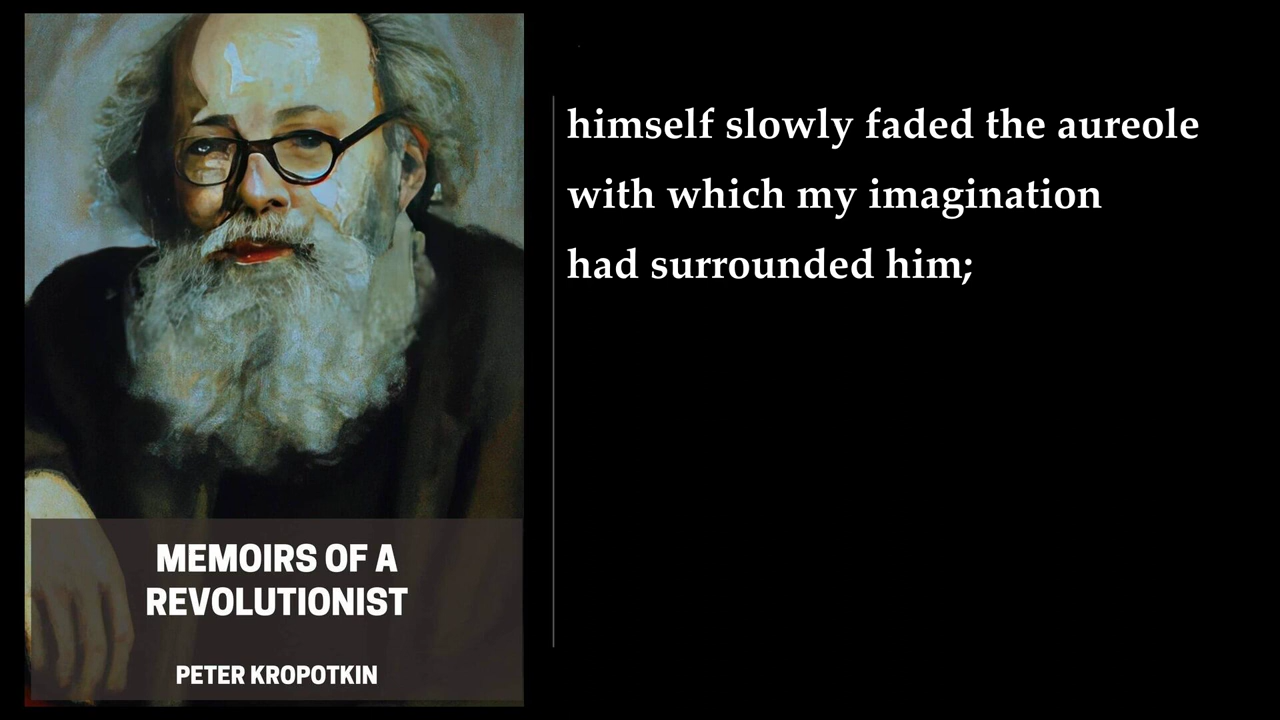 himself slowly faded the aureole
with which my imagination
had surrounded him;
MEMOIRS OF A
REVOLUTIONIST
PETER KROPOTKIN